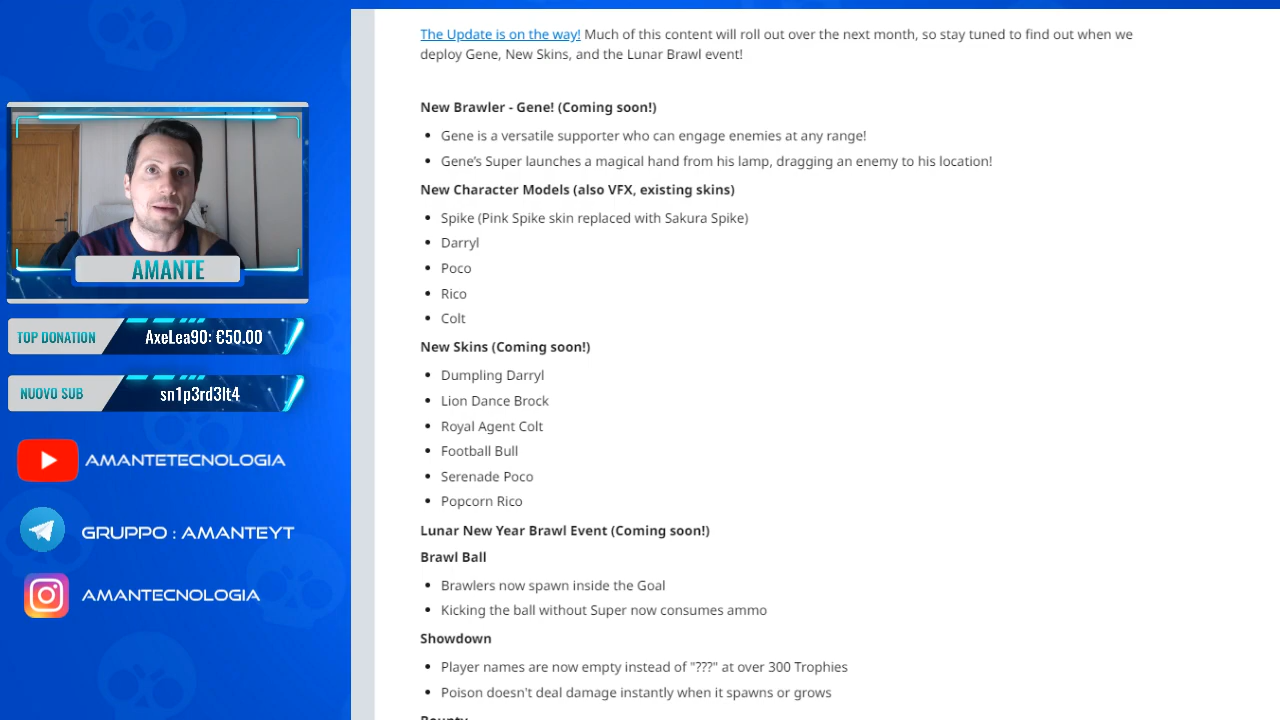 The Update is on the way! Much of this content will roll out over the next month, so stay tuned to find out when we
deploy Gene, New Skins, and the Lunar Brawl event!
New Brawler - Gene! (Coming soon!)
• Gene is a versatile supporter who can engage enemies at any range!
• Gene's Super launches a magical hand from his lamp, dragging an enemy to his location!
New Character Models (also VFX, existing skins)
• Spike (Pink Spike skin replaced with Sakura Spike)
• Darryl
• Poco
• Rico
• Colt
New Skins (Coming soon!)
• Dumpling Darryl
• Lion Dance Brock
• Royal Agent Colt
• Football Bull
• Serenade Poco
• Popcorn Rico
Lunar New Year Brawl Event (Coming soon!)
Brawl Ball
• Brawlers now spawn inside the Goal
• Kicking the ball without Super now consumes ammo
Showdown
• Player names are now empty instead of "???" at over 300 Trophies
• Poison doesn't deal damage instantly when it spawns or grows
Bounty
AMANTE
TOP DONATION AxeLea90: €50.00
NUOVO SUB sn1p3rd3lt4
AMANTETECNOLOGIA
GRUPPO : AMANTEYT
AMANTECNOLOGIA